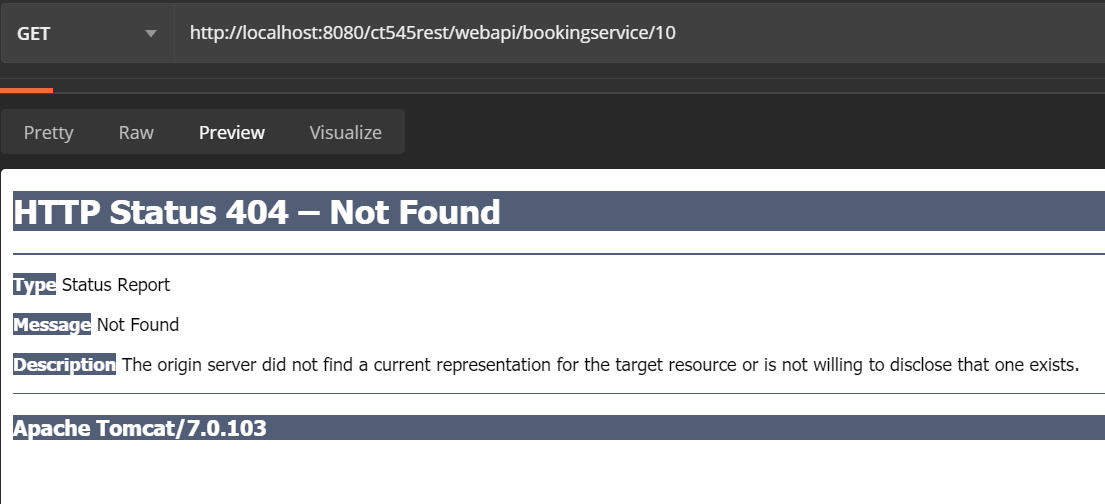 GET http://localhost:8080/ct545rest/webapi/bookingservice/10
Pretty Raw Preview Visualize
HTTP Status 404 – Not Found
Type Status Report
Message Not Found
Description The origin server did not find a current representation for the target resource or is not willing to disclose that one exists.
Apache Tomcat/7.0.103